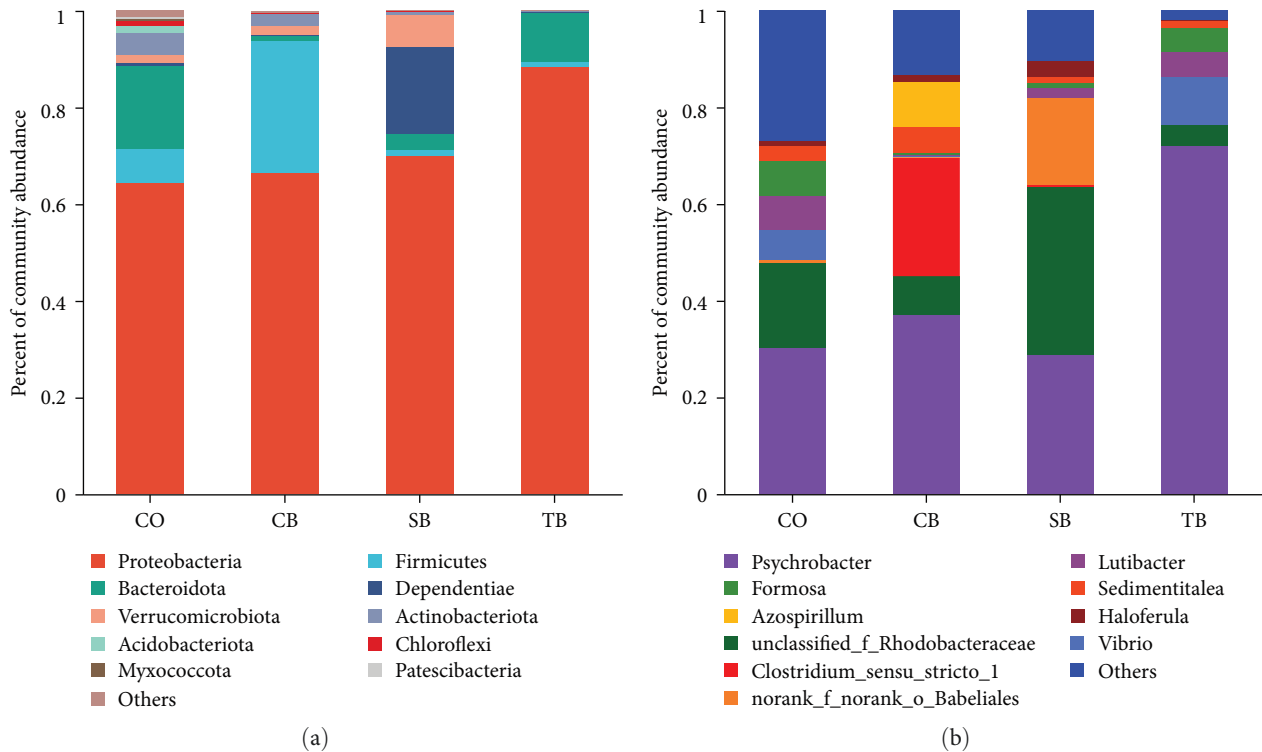 Percent of community abundance
1
0.8
0.6
0.4
0.2
0
CO CB SB TB
Proteobacteria Firmicutes
Bacteroidota Dependentiae
Verrucomicrobiota Actinobacteriota
Acidobacteriota Chloroflexi
Myxococcota Patescibacteria
Others
(a)
Percent of community abundance
1
0.8
0.6
0.4
0.2
0
CO CB SB TB
Psychrobacter Lutibacter
Formosa Sedimentitalea
Azospirillum Haloferula
unclassified_f_Rhodobacteraceae Vibrio
Clostridium_sensu_stricto_1 Others
norank_f_norank_o_Babeliales
(b)